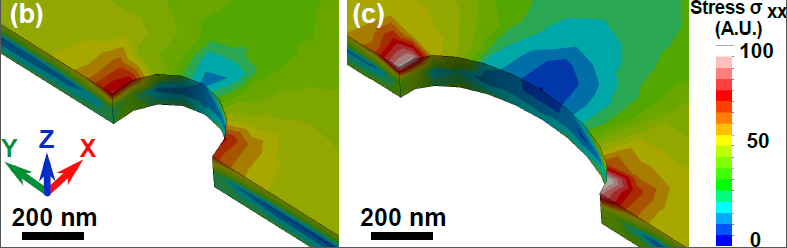 (b)
(c)
Stress σ xx
(A.U.)
100
50
0
Y
Z
X
200 nm
200 nm